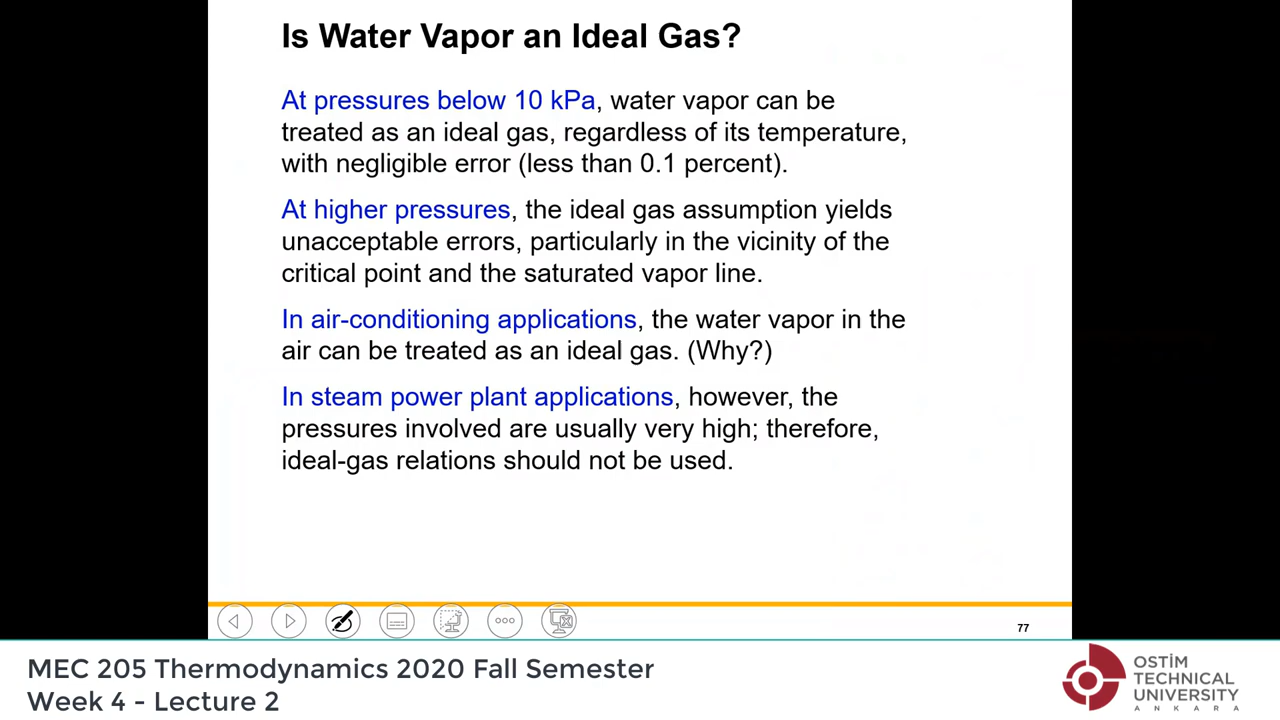 Is Water Vapor an Ideal Gas?
At pressures below 10 kPa, water vapor can be
treated as an ideal gas, regardless of its temperature,
with negligible error (less than 0.1 percent).
At higher pressures, the ideal gas assumption yields
unacceptable errors, particularly in the vicinity of the
critical point and the saturated vapor line.
In air-conditioning applications, the water vapor in the
air can be treated as an ideal gas. (Why?)
In steam power plant applications, however, the
pressures involved are usually very high; therefore,
ideal-gas relations should not be used.
77
MEC 205 Thermodynamics 2020 Fall Semester
Week 4 - Lecture 2
OSTİM
TECHNICAL
UNIVERSITY
ANKARA